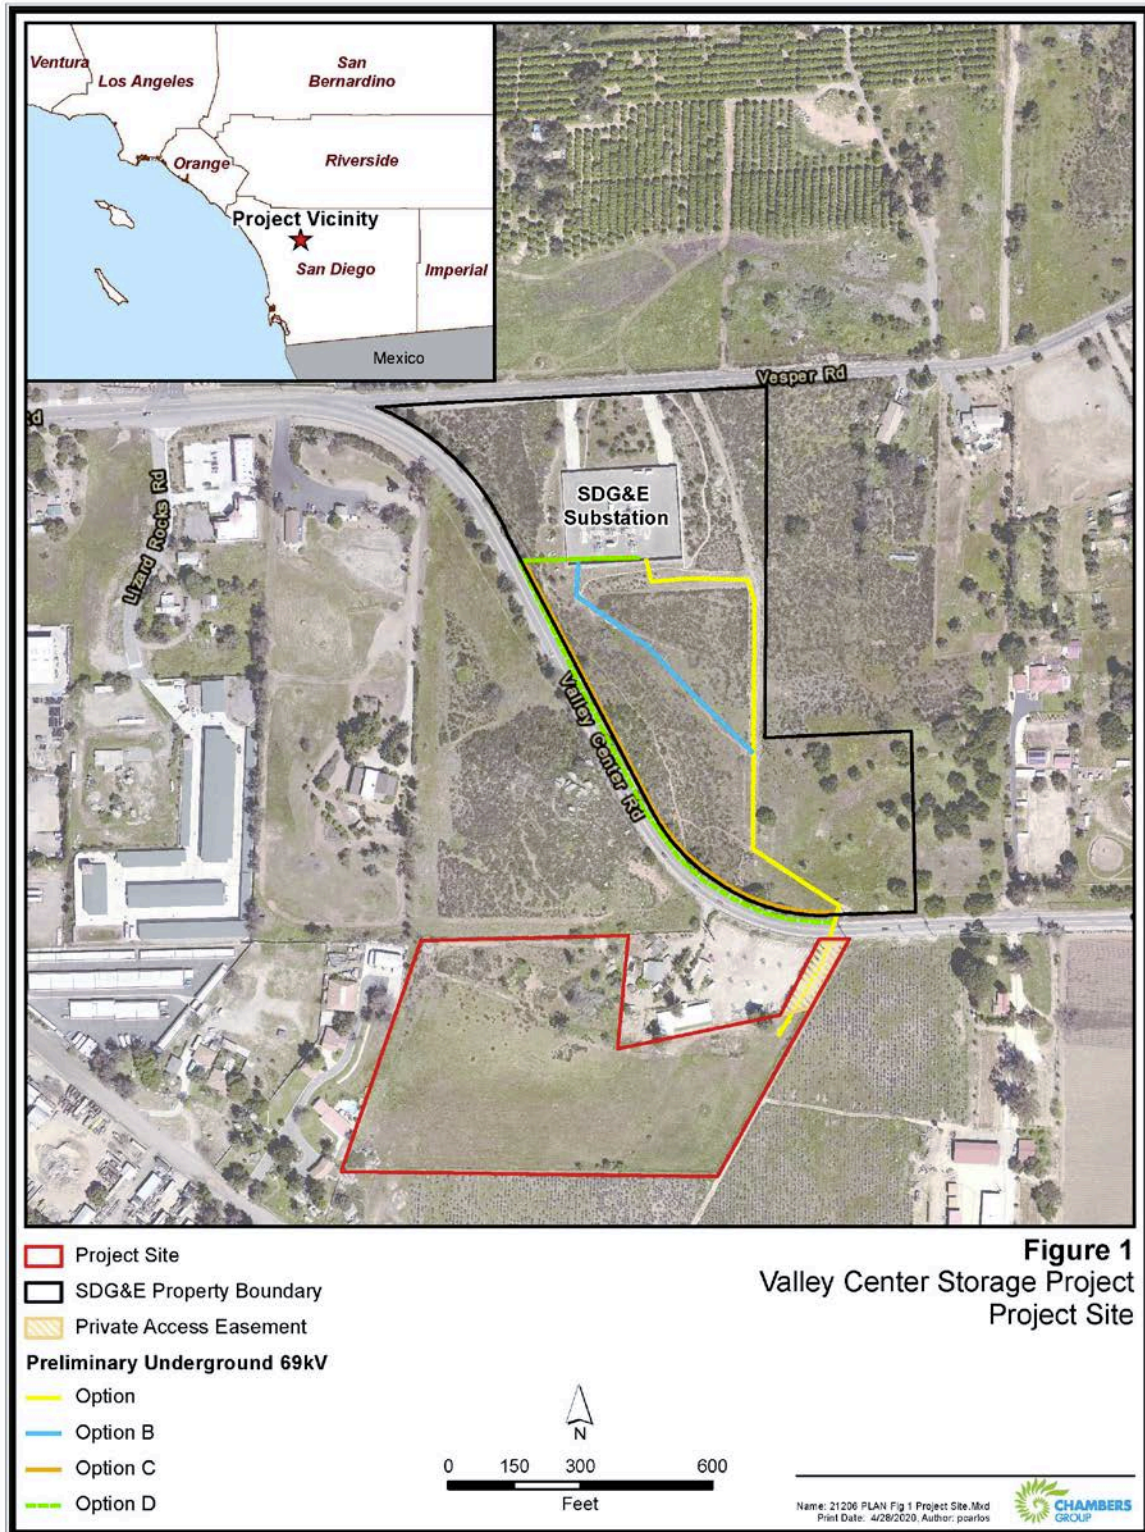 Ventura
Los Angeles
San
Bernardino
Orange
Riverside
Project Vicinity
San Diego
Imperial
Mexico
Vesper Rd
Rd
Lizard Rocks Rd
SDG&E
Substation
Valley Center Rd
Project Site
SDG&E Property Boundary
Private Access Easement
Preliminary Underground 69kV
Option
Option B
Option C
Option D
N
0 150 300 600
Feet
Figure 1
Valley Center Storage Project
Project Site
Name: 21206 PLAN Fig 1 Project Site.Mxd
Print Date: 4/28/2020, Author: pcarlos
CHAMBERS
GROUP